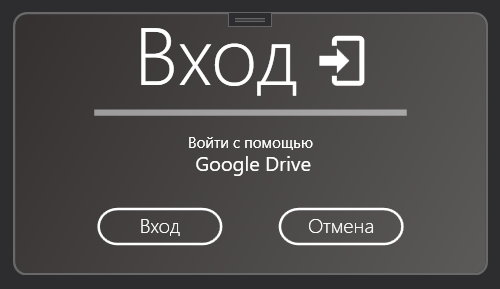 Вход
Войти с помощью
Google Drive
Вход Отмена